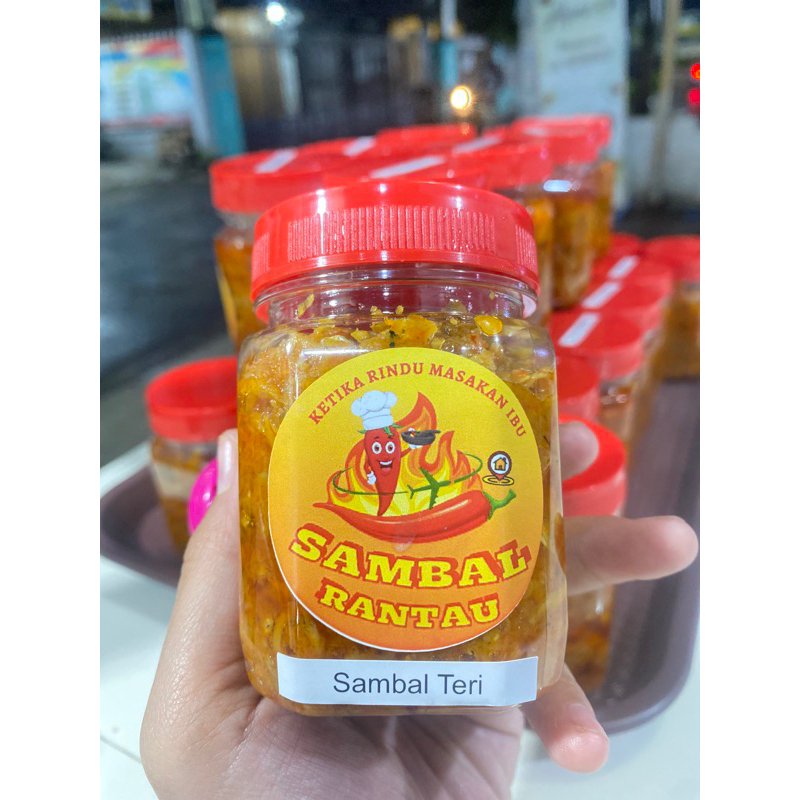 KETIKA RINDU MASAKAN IBU
SAMBAL
RANTAU
Sambal Teri